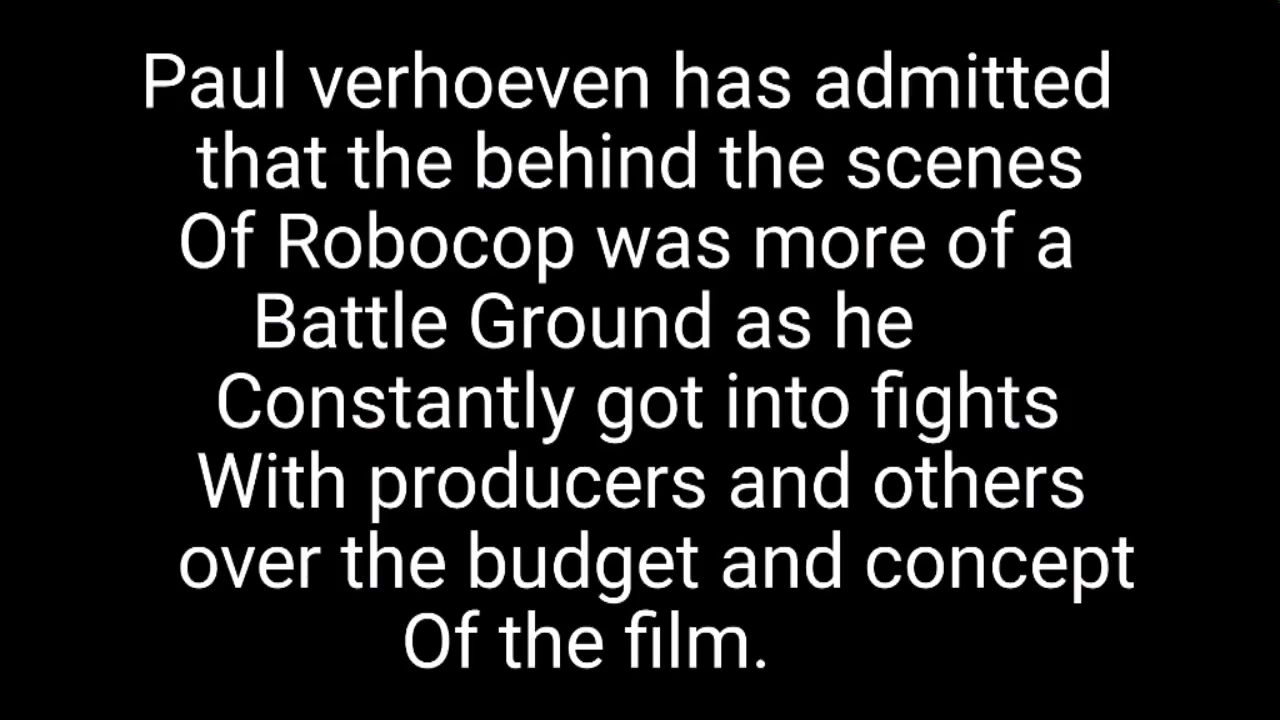 Paul verhoeven has admitted
that the behind the scenes
Of Robocop was more of a
Battle Ground as he
Constantly got into fights
With producers and others
over the budget and concept
Of the film.